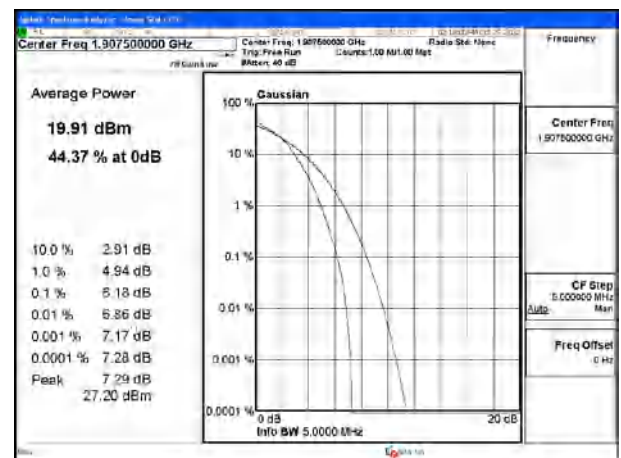 Center Freq 1.907500000 GHz
Center Freq: 1.907500000 GHz
Radio Std: None
Trig: Free Run
Counts:1.00 M/1.00 Mpt
#Atten: 40 dB
Frequency
Average Power
19.91 dBm
44.37 % at 0dB
10.0 % 2.91 dB
1.0 % 4.94 dB
0.1 % 6.18 dB
0.01 % 6.86 dB
0.001 % 7.17 dB
0.0001 % 7.28 dB
Peak 7.29 dB
27.20 dBm
Gaussian
100 %
10 %
1 %
0.1 %
0.01 %
0.001 %
0.0001 %
0 dB
20 dB
Info BW 5.0000 MHz
Center Freq
1.907500000 GHz
CF Step
5.000000 MHz
Auto Man
Freq Offset
0 Hz